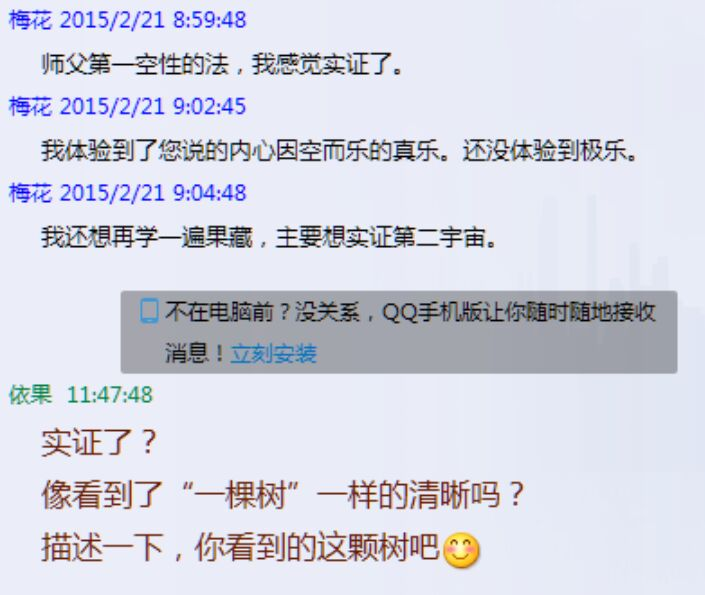 梅花 2015/2/21 8:59:48
师父第一空性的法，我感觉实证了。
梅花 2015/2/21 9:02:45
我体验到了您说的内心因空而乐的真乐。还没体验到极乐。
梅花 2015/2/21 9:04:48
我还想再学一遍果藏，主要想实证第二宇宙。
不在电脑前？没关系，QQ手机版让你随时随地接收
消息！立刻安装
依果 11:47:48
实证了？
像看到了“一棵树”一样的清晰吗？
描述一下，你看到的这颗树吧😊